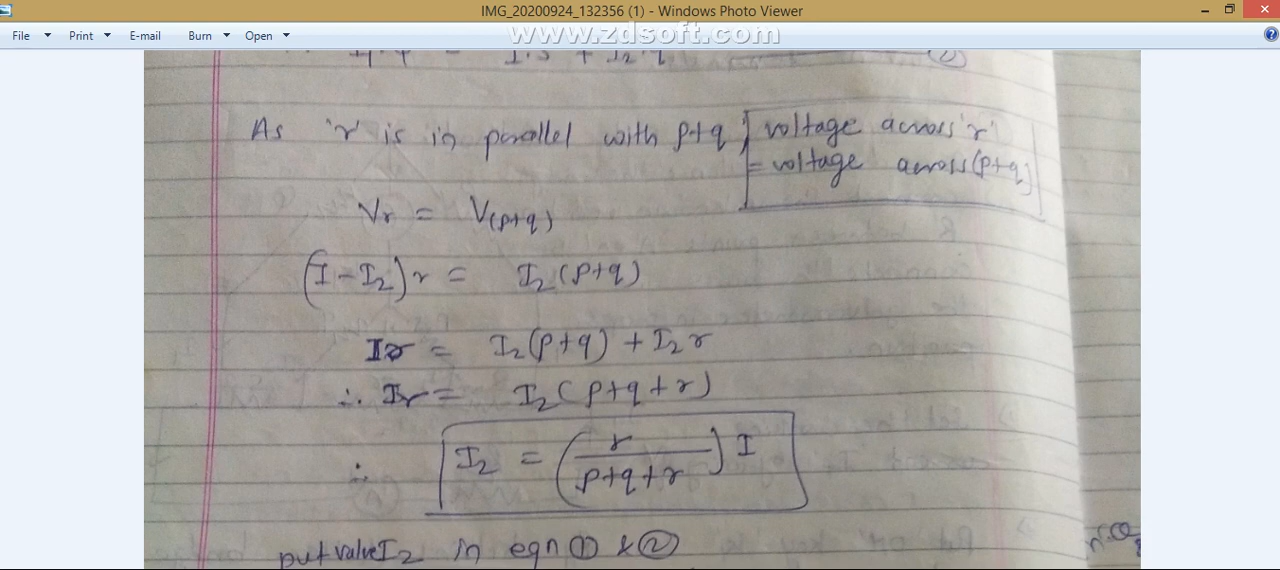 IMG_20200924_132356 (1) - Windows Photo Viewer
File Print E-mail Burn Open
www.zdsoft.com
I·S + I2·q (2)
As 'r' is in parallel with P+q } voltage across 'r'
= voltage across (P+q)
Vr = V(P+q)
(I-I2)r = I2(P+q)
Ir = I2(P+q) + I2r
∴ Ir = I2(P+q+r)
∴ I2 = (r/P+q+r) I
put value I2 in eqn ① & ②